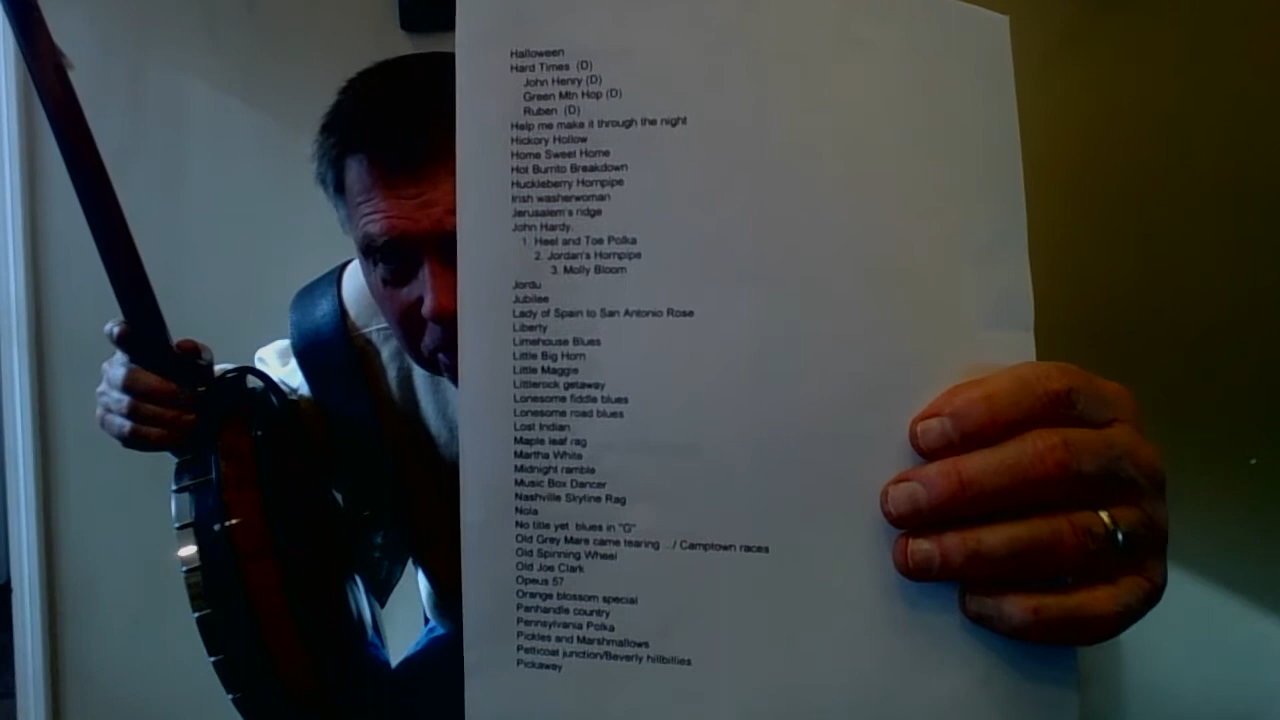 Halloween
Hard Times (D)
John Henry (D)
Green Mtn Hop (D)
Ruben (D)
Help me make it through the night
Hickory Hollow
Home Sweet Home
Hot Burrito Breakdown
Huckleberry Hornpipe
Irish washerwoman
Jerusalem's ridge
John Hardy.
1. Heel and Toe Polka
2. Jordan's Hornpipe
3. Molly Bloom
Jordu
Jubilee
Lady of Spain to San Antonio Rose
Liberty
Limehouse Blues
Little Big Horn
Little Maggie
Littlerock getaway
Lonesome fiddle blues
Lonesome road blues
Lost Indian
Maple leaf rag
Martha White
Midnight ramble
Music Box Dancer
Nashville Skyline Rag
Nola
No title yet blues in "G"
Old Grey Mare came tearing .../ Camptown races
Old Spinning Wheel
Old Joe Clark
Opeus 57
Orange blossom special
Panhandle country
Pennsylvania Polka
Pickles and Marshmallows
Petticoat junction/Beverly hillbillies
Pickaway